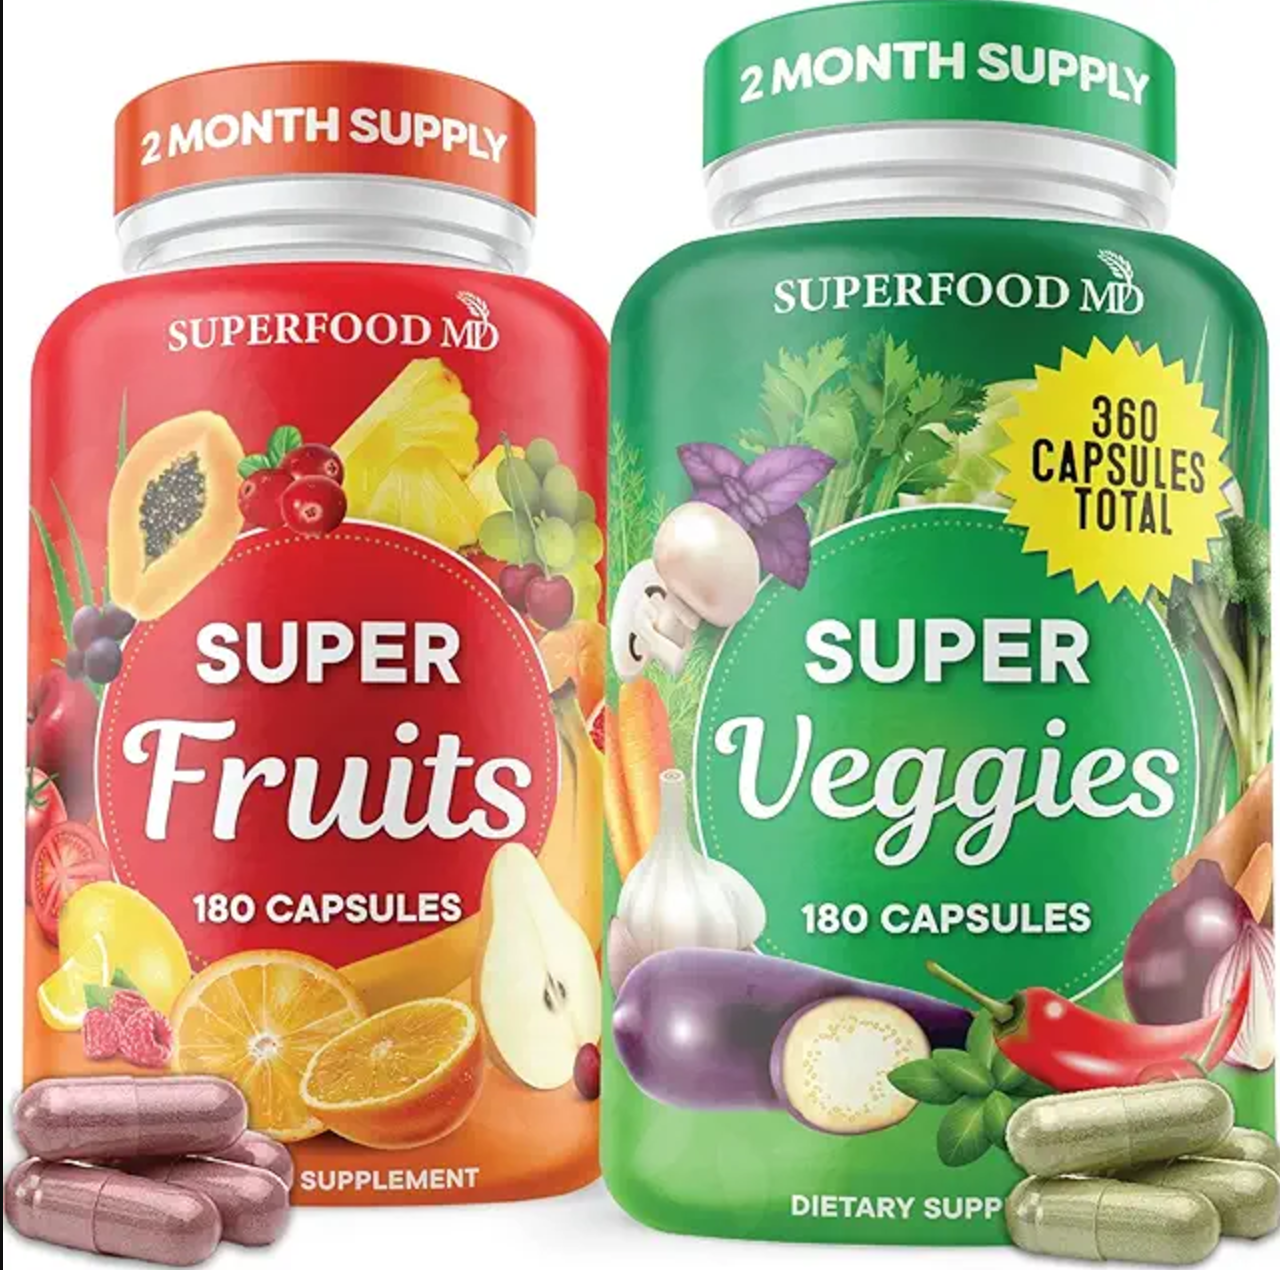 2 MONTH SUPPLY
SUPERFOOD MD
SUPER
Fruits
180 CAPSULES
SUPPLEMENT
2 MONTH SUPPLY
SUPERFOOD MD
360
CAPSULES
TOTAL
SUPER
Veggies
180 CAPSULES
DIETARY SUPP